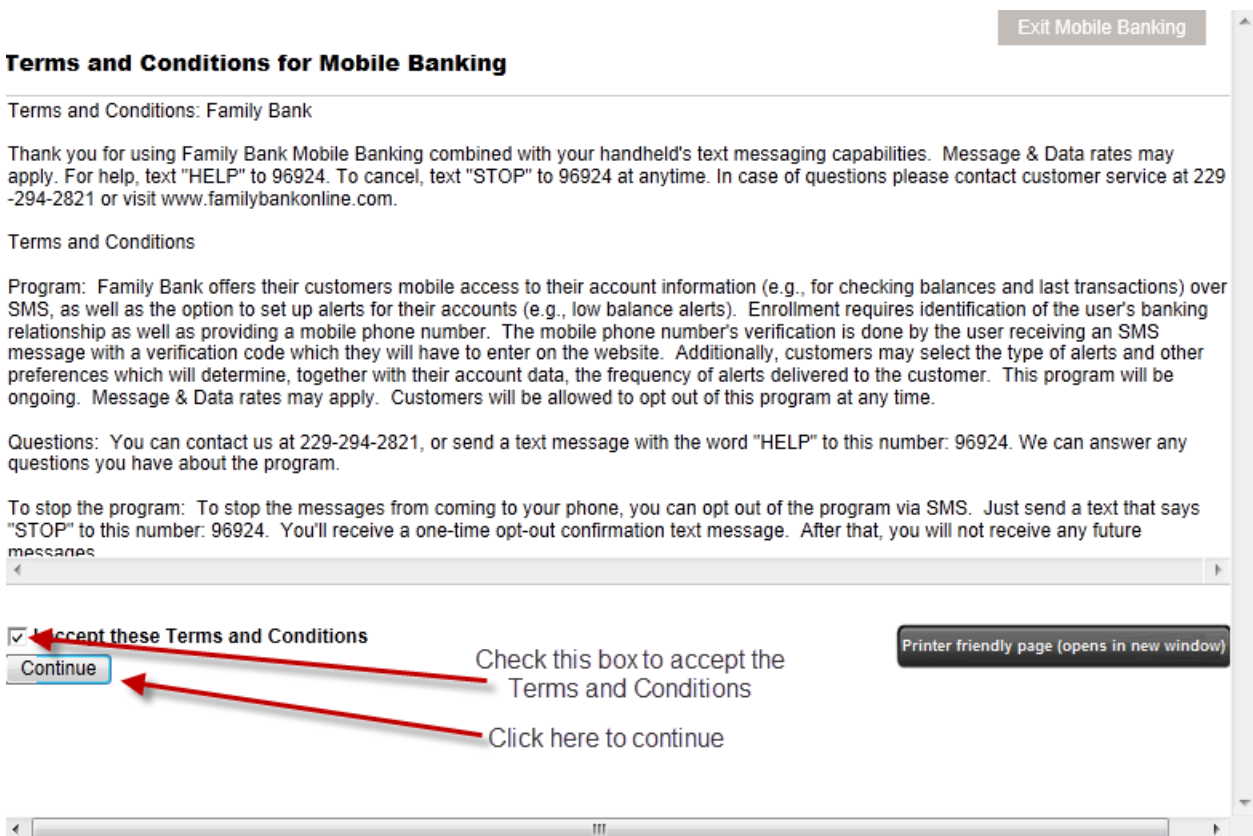 Exit Mobile Banking
Terms and Conditions for Mobile Banking
Terms and Conditions: Family Bank
Thank you for using Family Bank Mobile Banking combined with your handheld's text messaging capabilities.  Message & Data rates may
apply. For help, text "HELP" to 96924. To cancel, text "STOP" to 96924 at anytime. In case of questions please contact customer service at 229
-294-2821 or visit www.familybankonline.com.
Terms and Conditions
Program:  Family Bank offers their customers mobile access to their account information (e.g., for checking balances and last transactions) over
SMS, as well as the option to set up alerts for their accounts (e.g., low balance alerts).  Enrollment requires identification of the user's banking
relationship as well as providing a mobile phone number.  The mobile phone number's verification is done by the user receiving an SMS
message with a verification code which they will have to enter on the website.  Additionally, customers may select the type of alerts and other
preferences which will determine, together with their account data, the frequency of alerts delivered to the customer.  This program will be
ongoing.  Message & Data rates may apply.  Customers will be allowed to opt out of this program at any time.
Questions:  You can contact us at 229-294-2821, or send a text message with the word "HELP" to this number: 96924. We can answer any
questions you have about the program.
To stop the program:  To stop the messages from coming to your phone, you can opt out of the program via SMS.  Just send a text that says
"STOP" to this number: 96924.  You'll receive a one-time opt-out confirmation text message.  After that, you will not receive any future
messages
I accept these Terms and Conditions
Continue
Check this box to accept the
Terms and Conditions
Click here to continue
Printer friendly page (opens in new window)